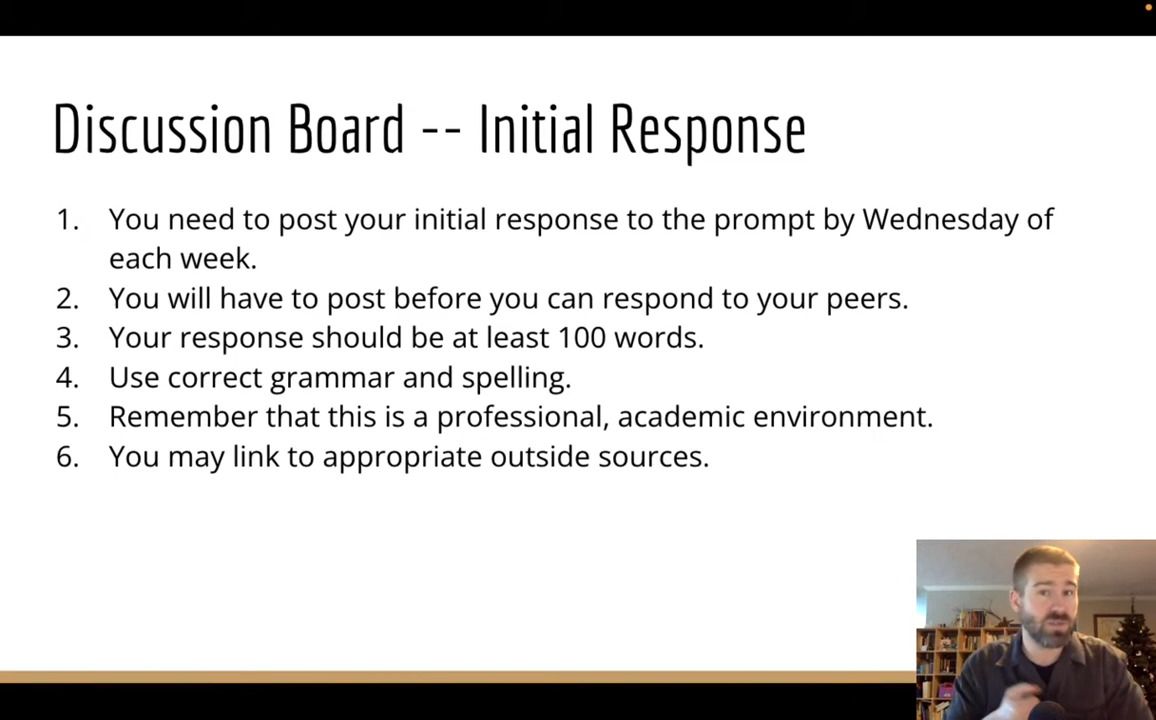 Discussion Board -- Initial Response
1. You need to post your initial response to the prompt by Wednesday of
each week.
2. You will have to post before you can respond to your peers.
3. Your response should be at least 100 words.
4. Use correct grammar and spelling.
5. Remember that this is a professional, academic environment.
6. You may link to appropriate outside sources.